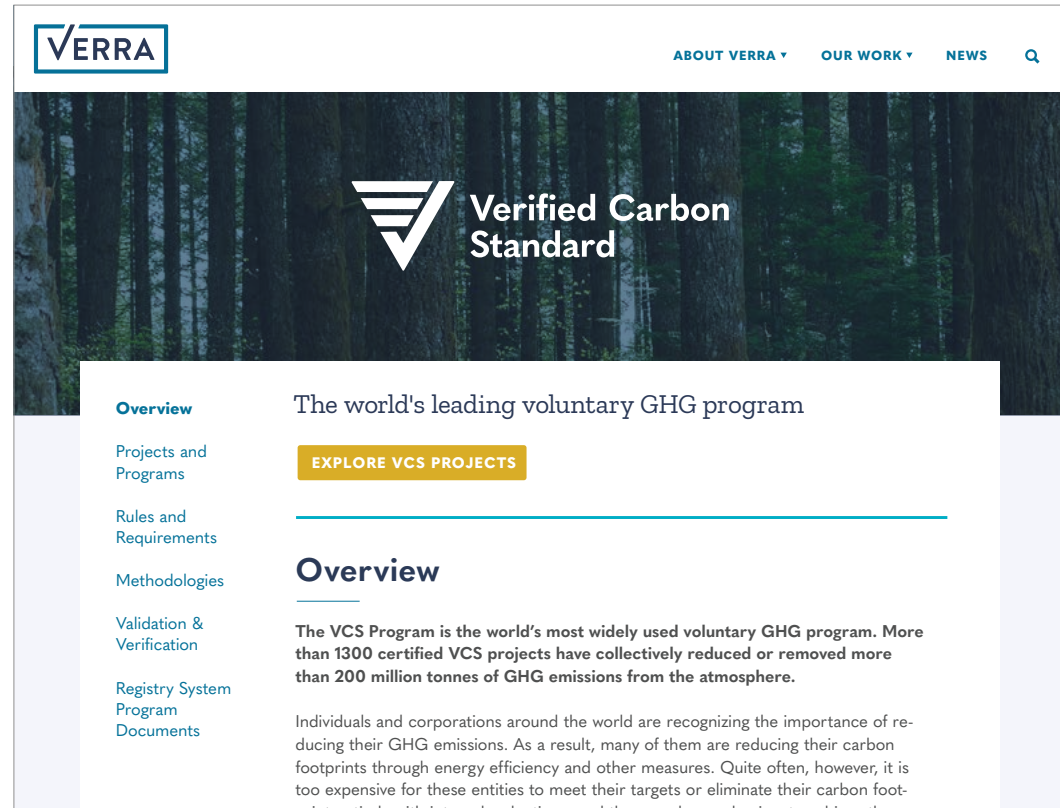 VERRA
ABOUT VERRA ▾
OUR WORK ▾
NEWS
Verified Carbon
Standard
Overview
Projects and
Programs
Rules and
Requirements
Methodologies
Validation &
Verification
Registry System
Program
Documents
The world's leading voluntary GHG program
EXPLORE VCS PROJECTS
Overview
The VCS Program is the world’s most widely used voluntary GHG program. More
than 1300 certified VCS projects have collectively reduced or removed more
than 200 million tonnes of GHG emissions from the atmosphere.
Individuals and corporations around the world are recognizing the importance of re-
ducing their GHG emissions. As a result, many of them are reducing their carbon
footprints through energy efficiency and other measures. Quite often, however, it is
too expensive for these entities to meet their targets or eliminate their carbon foot-